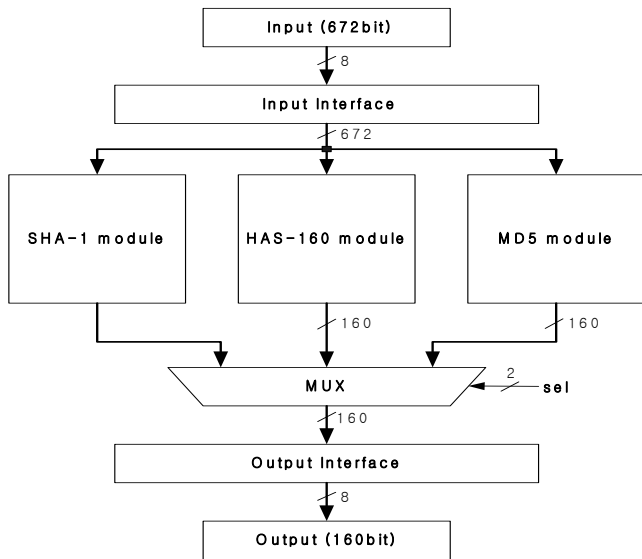 Input (672bit)
8
Input Interface
672
SHA-1 module
HAS-160 module
MD5 module
160
160
MUX
2
sel
160
Output Interface
8
Output (160bit)